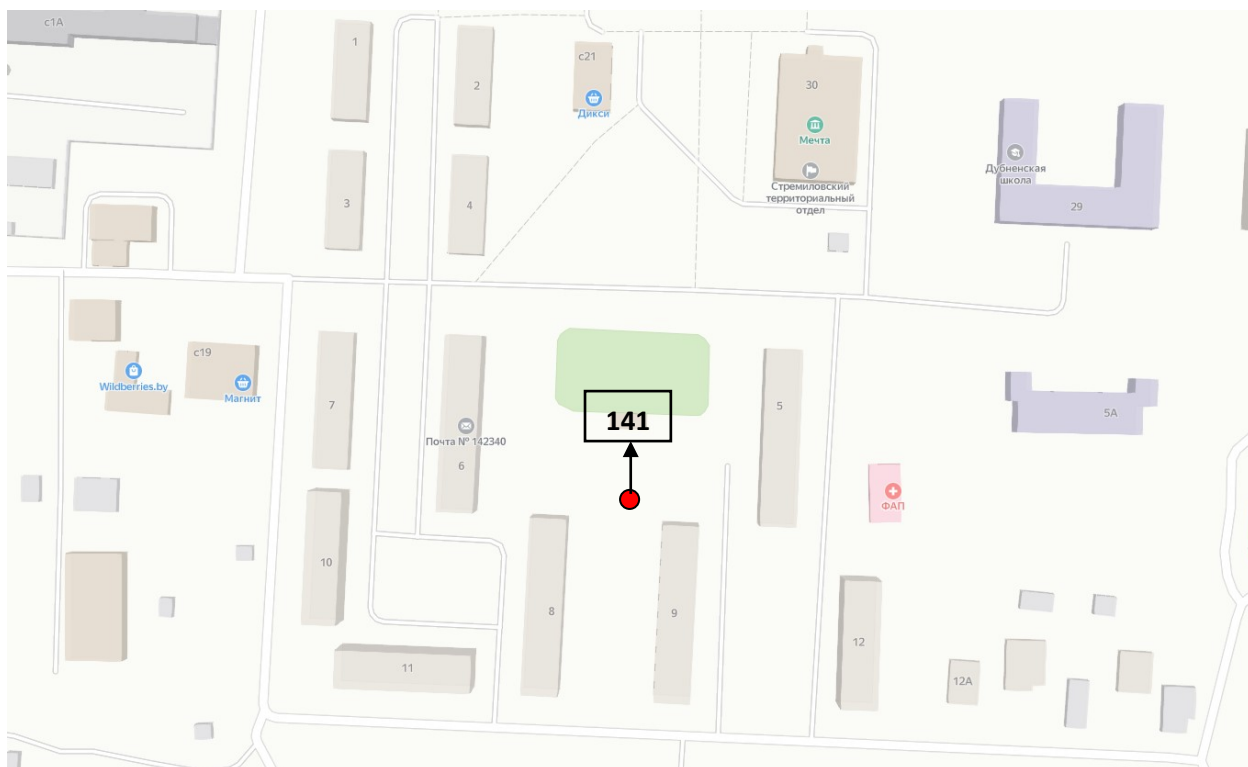 с1А
1
2
с21
Дикси
30
Мечта
Стремиловский
территориальный
отдел
Дубненская
школа
29
3
4
с19
Wildberries.by
Магнит
7
Почта № 142340
6
141
5
5А
ФАП
10
8
9
12
11
12А